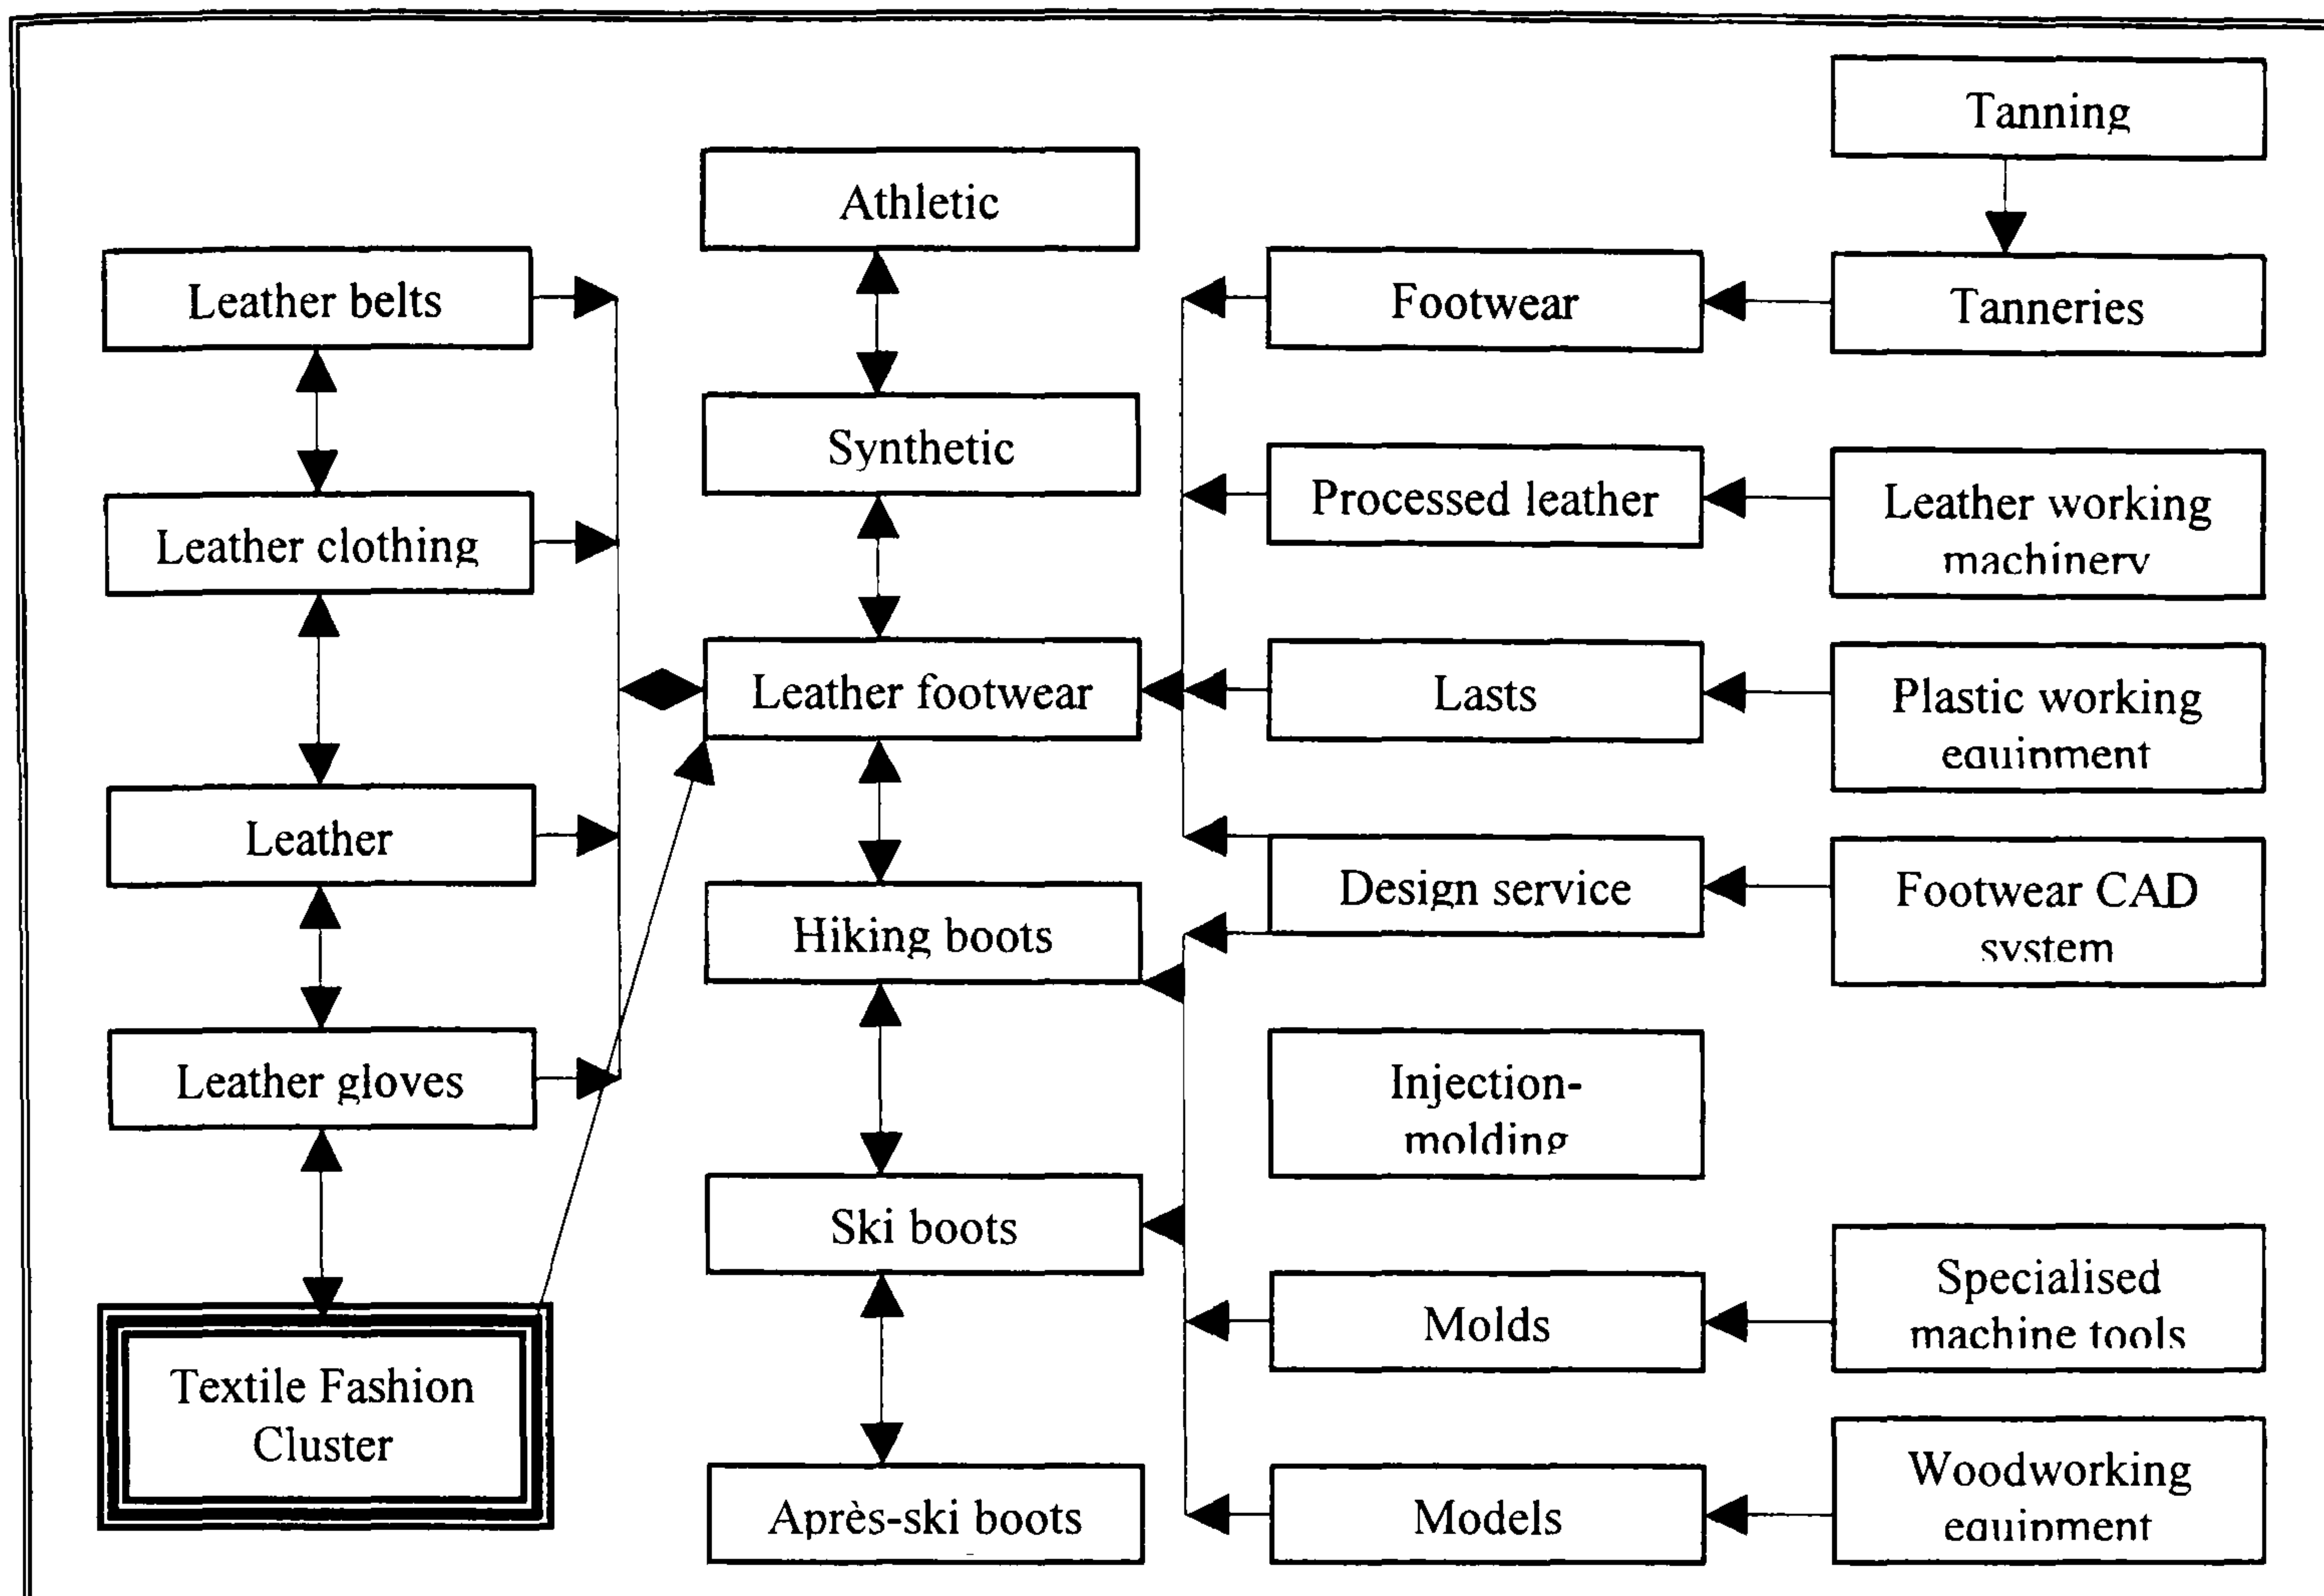 Tanning
Athletic
Leather belts
Footwear
Tanneries
Synthetic
Processed leather
Leather working
machinery
Leather clothing
Leather footwear
Lasts
Plastic working
equipment
Leather
Design service
Footwear CAD
system
Hiking boots
Leather gloves
Injection-
molding
Ski boots
Molds
Specialised
machine tools
Textile Fashion
Cluster
Après-ski boots
Models
Woodworking
equipment